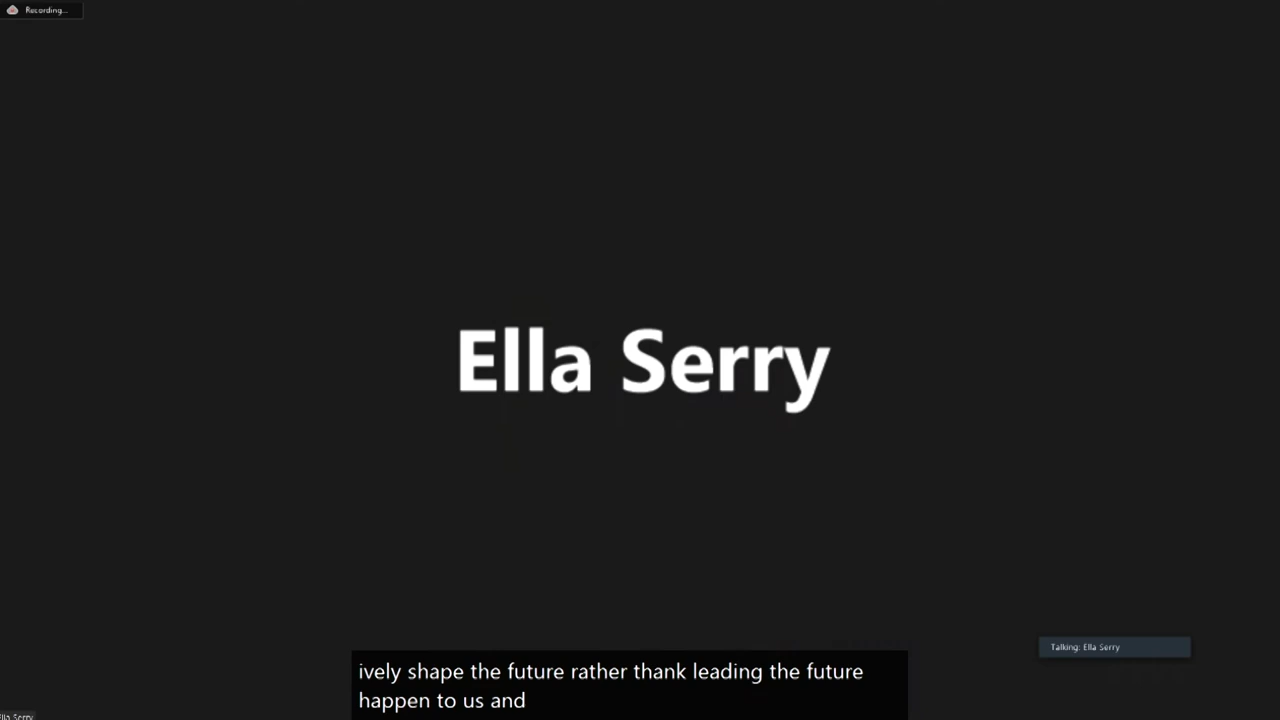 Recording...
Ella Serry
Talking: Ella Serry
ively shape the future rather thank leading the future
happen to us and
Ella Serry